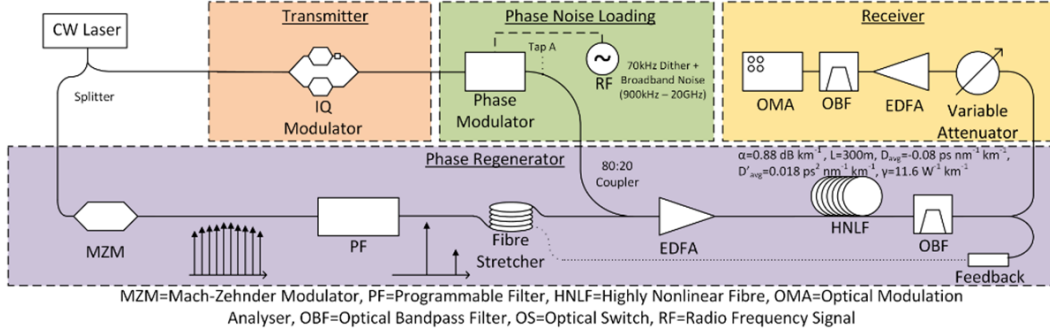 CW Laser
Splitter
Transmitter
IQ
Modulator
Phase Noise Loading
Tap A
Phase
Modulator
RF
70kHz Dither +
Broadband Noise
(900kHz – 20GHz)
Receiver
OMA
OBF
EDFA
Variable
Attenuator
Phase Regenerator
80:20
Coupler
α=0.88 dB km⁻¹, L=300m, Davg=-0.08 ps nm⁻¹ km⁻¹,
D'avg=0.018 ps² nm⁻¹ km⁻¹, γ=11.6 W⁻¹ km⁻¹
MZM
PF
Fibre
Stretcher
EDFA
HNLF
OBF
Feedback
MZM=Mach-Zehnder Modulator, PF=Programmable Filter, HNLF=Highly Nonlinear Fibre, OMA=Optical Modulation
Analyser, OBF=Optical Bandpass Filter, OS=Optical Switch, RF=Radio Frequency Signal